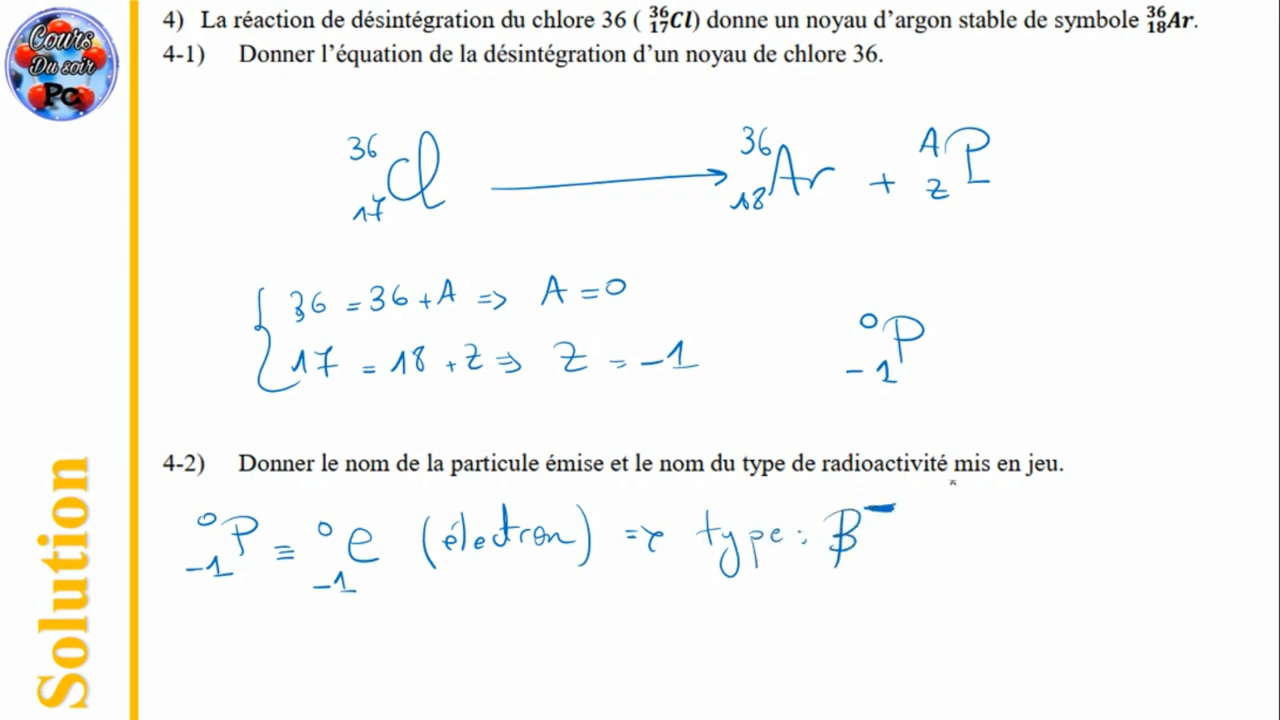 Cours
Du soir
PC
Solution
4) La réaction de désintégration du chlore 36 ( ³⁶₁₇Cl) donne un noyau d’argon stable de symbole ³⁶₁₈Ar.
4-1) Donner l’équation de la désintégration d’un noyau de chlore 36.
³⁶₁₇Cl ⟶ ³⁶₁₈Ar + ᴬ_Z P
{ 36 = 36 + A => A = 0
17 = 18 + Z => Z = -1
⁰₋₁P
4-2) Donner le nom de la particule émise et le nom du type de radioactivité mis en jeu.
⁰₋₁P ≡ ⁰₋₁e (électron) => type : β⁻